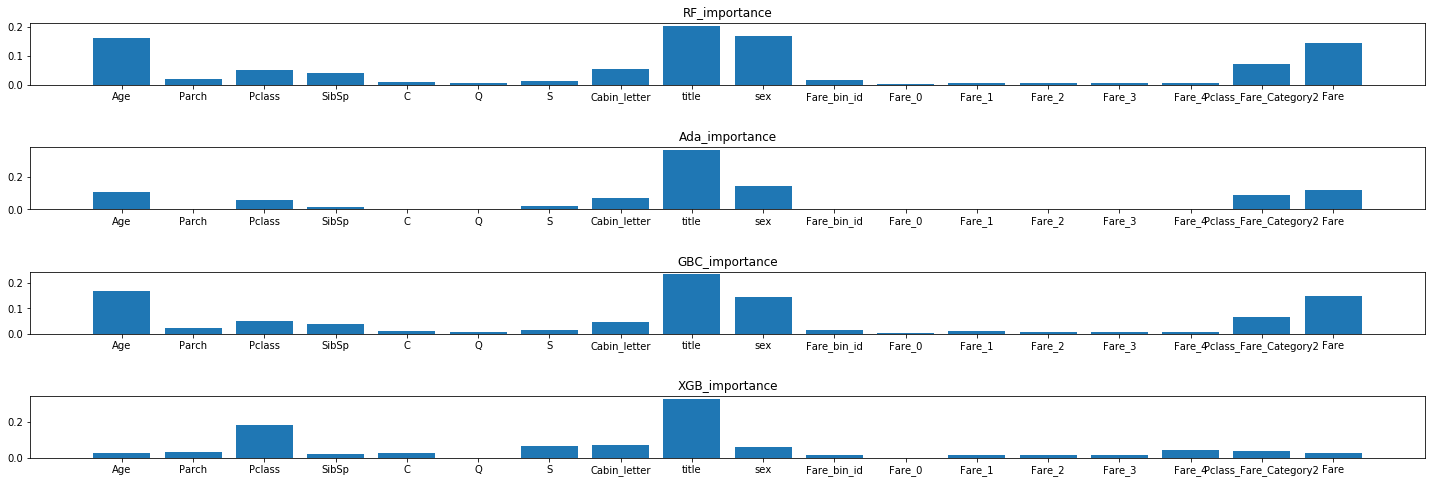 RF_importance
0.2
0.1
0.0
Age Parch Pclass SibSp C Q S Cabin_letter title sex Fare_bin_id Fare_0 Fare_1 Fare_2 Fare_3 Fare_4 Pclass_Fare_Category2 Fare
Ada_importance
0.2
0.0
Age Parch Pclass SibSp C Q S Cabin_letter title sex Fare_bin_id Fare_0 Fare_1 Fare_2 Fare_3 Fare_4 Pclass_Fare_Category2 Fare
GBC_importance
0.2
0.1
0.0
Age Parch Pclass SibSp C Q S Cabin_letter title sex Fare_bin_id Fare_0 Fare_1 Fare_2 Fare_3 Fare_4 Pclass_Fare_Category2 Fare
XGB_importance
0.2
0.0
Age Parch Pclass SibSp C Q S Cabin_letter title sex Fare_bin_id Fare_0 Fare_1 Fare_2 Fare_3 Fare_4 Pclass_Fare_Category2 Fare